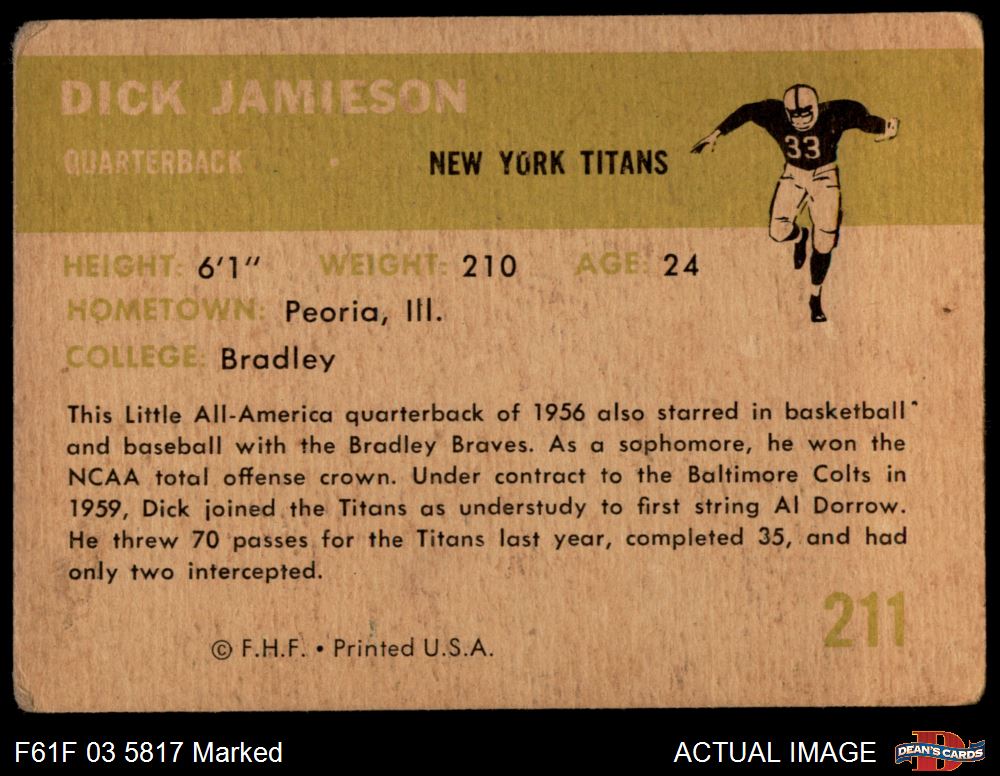 DICK JAMIESON
QUARTERBACK • NEW YORK TITANS
33
HEIGHT: 6'1" WEIGHT: 210 AGE: 24
HOMETOWN: Peoria, Ill.
COLLEGE: Bradley
This Little All-America quarterback of 1956 also starred in basketball
and baseball with the Bradley Braves. As a sophomore, he won the
NCAA total offense crown. Under contract to the Baltimore Colts in
1959, Dick joined the Titans as understudy to first string Al Dorrow.
He threw 70 passes for the Titans last year, completed 35, and had
only two intercepted.
211
© F.H.F. • Printed U.S.A.
F61F 03 5817 Marked
ACTUAL IMAGE
D
DEAN'S CARDS